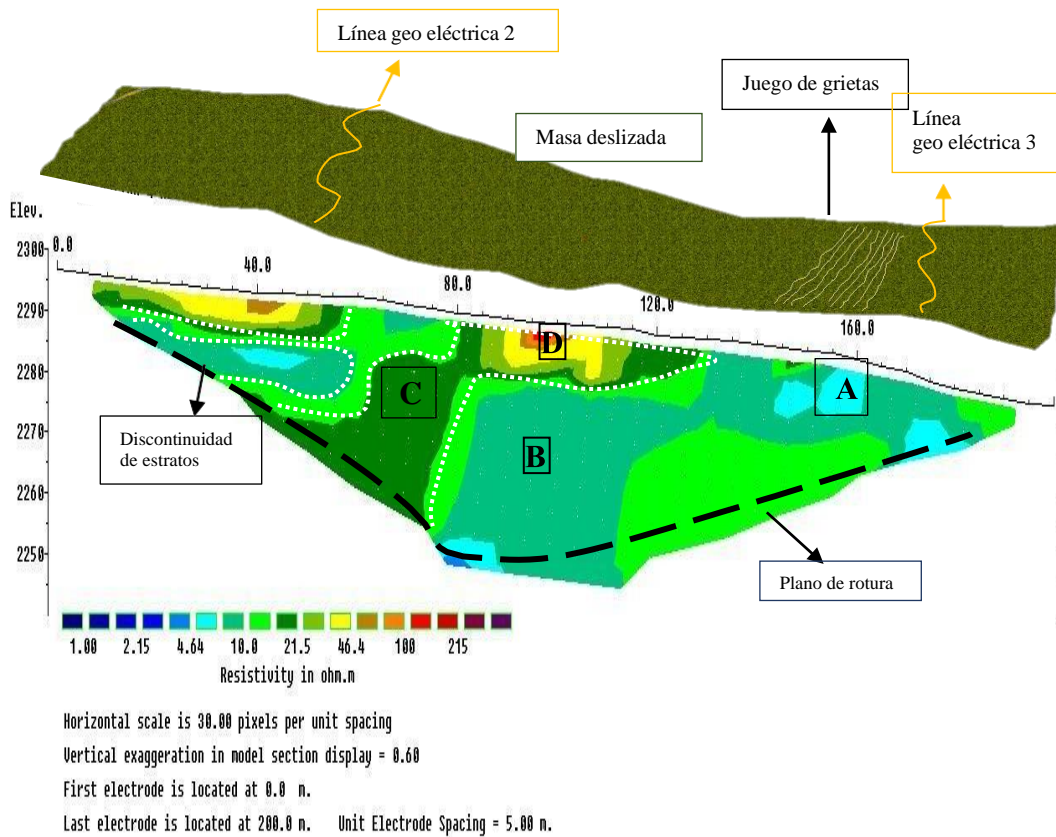 Línea geo eléctrica 2
Juego de grietas
Línea
geo eléctrica 3
Masa deslizada
Elev.
2300
2290
2280
2270
2260
2250
0.0
40.0
80.0
120.0
160.0
D
A
C
B
Discontinuidad
de estratos
Plano de rotura
1.00 2.15 4.64 10.0 21.5 46.4 100 215
Resistivity in ohm.m
Horizontal scale is 30.00 pixels per unit spacing
Vertical exaggeration in model section display = 0.60
First electrode is located at 0.0 m.
Last electrode is located at 200.0 m. Unit Electrode Spacing = 5.00 m.